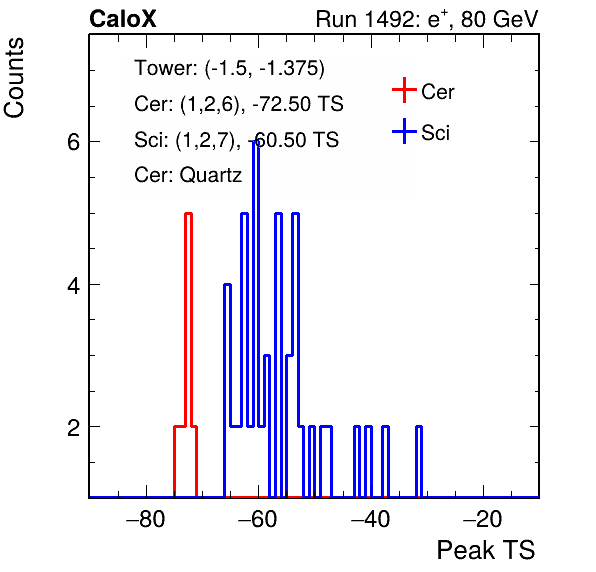 CaloX Run 1492: e+, 80 GeV
Counts
Tower: (-1.5, -1.375)
Cer: (1,2,6), -72.50 TS
Sci: (1,2,7), -60.50 TS
Cer: Quartz
Cer
Sci
6
4
2
−80 −60 −40 −20
Peak TS